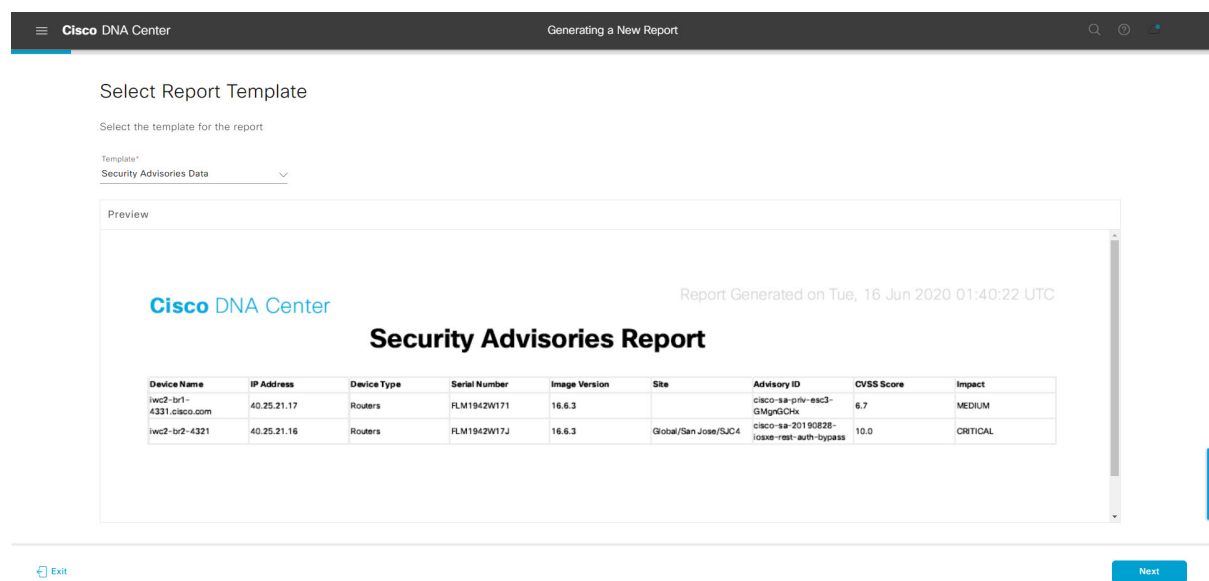 Cisco DNA Center
Generating a New Report
Select Report Template
Select the template for the report
Template*
Security Advisories Data
Preview
Cisco DNA Center
Report Generated on Tue, 16 Jun 2020 01:40:22 UTC
Security Advisories Report
Device Name IP Address Device Type Serial Number Image Version Site Advisory ID CVSS Score Impact
iwc2-br1-4331.cisco.com 40.25.21.17 Routers FLM1942W171 16.6.3 cisco-sa-priv-esc3-GMgnGCHx 6.7 MEDIUM
iwc2-br2-4321 40.25.21.16 Routers FLM1942W17J 16.6.3 Global/San Jose/SJC4 cisco-sa-20190828-iosxe-rest-auth-bypass 10.0 CRITICAL
Exit
Next